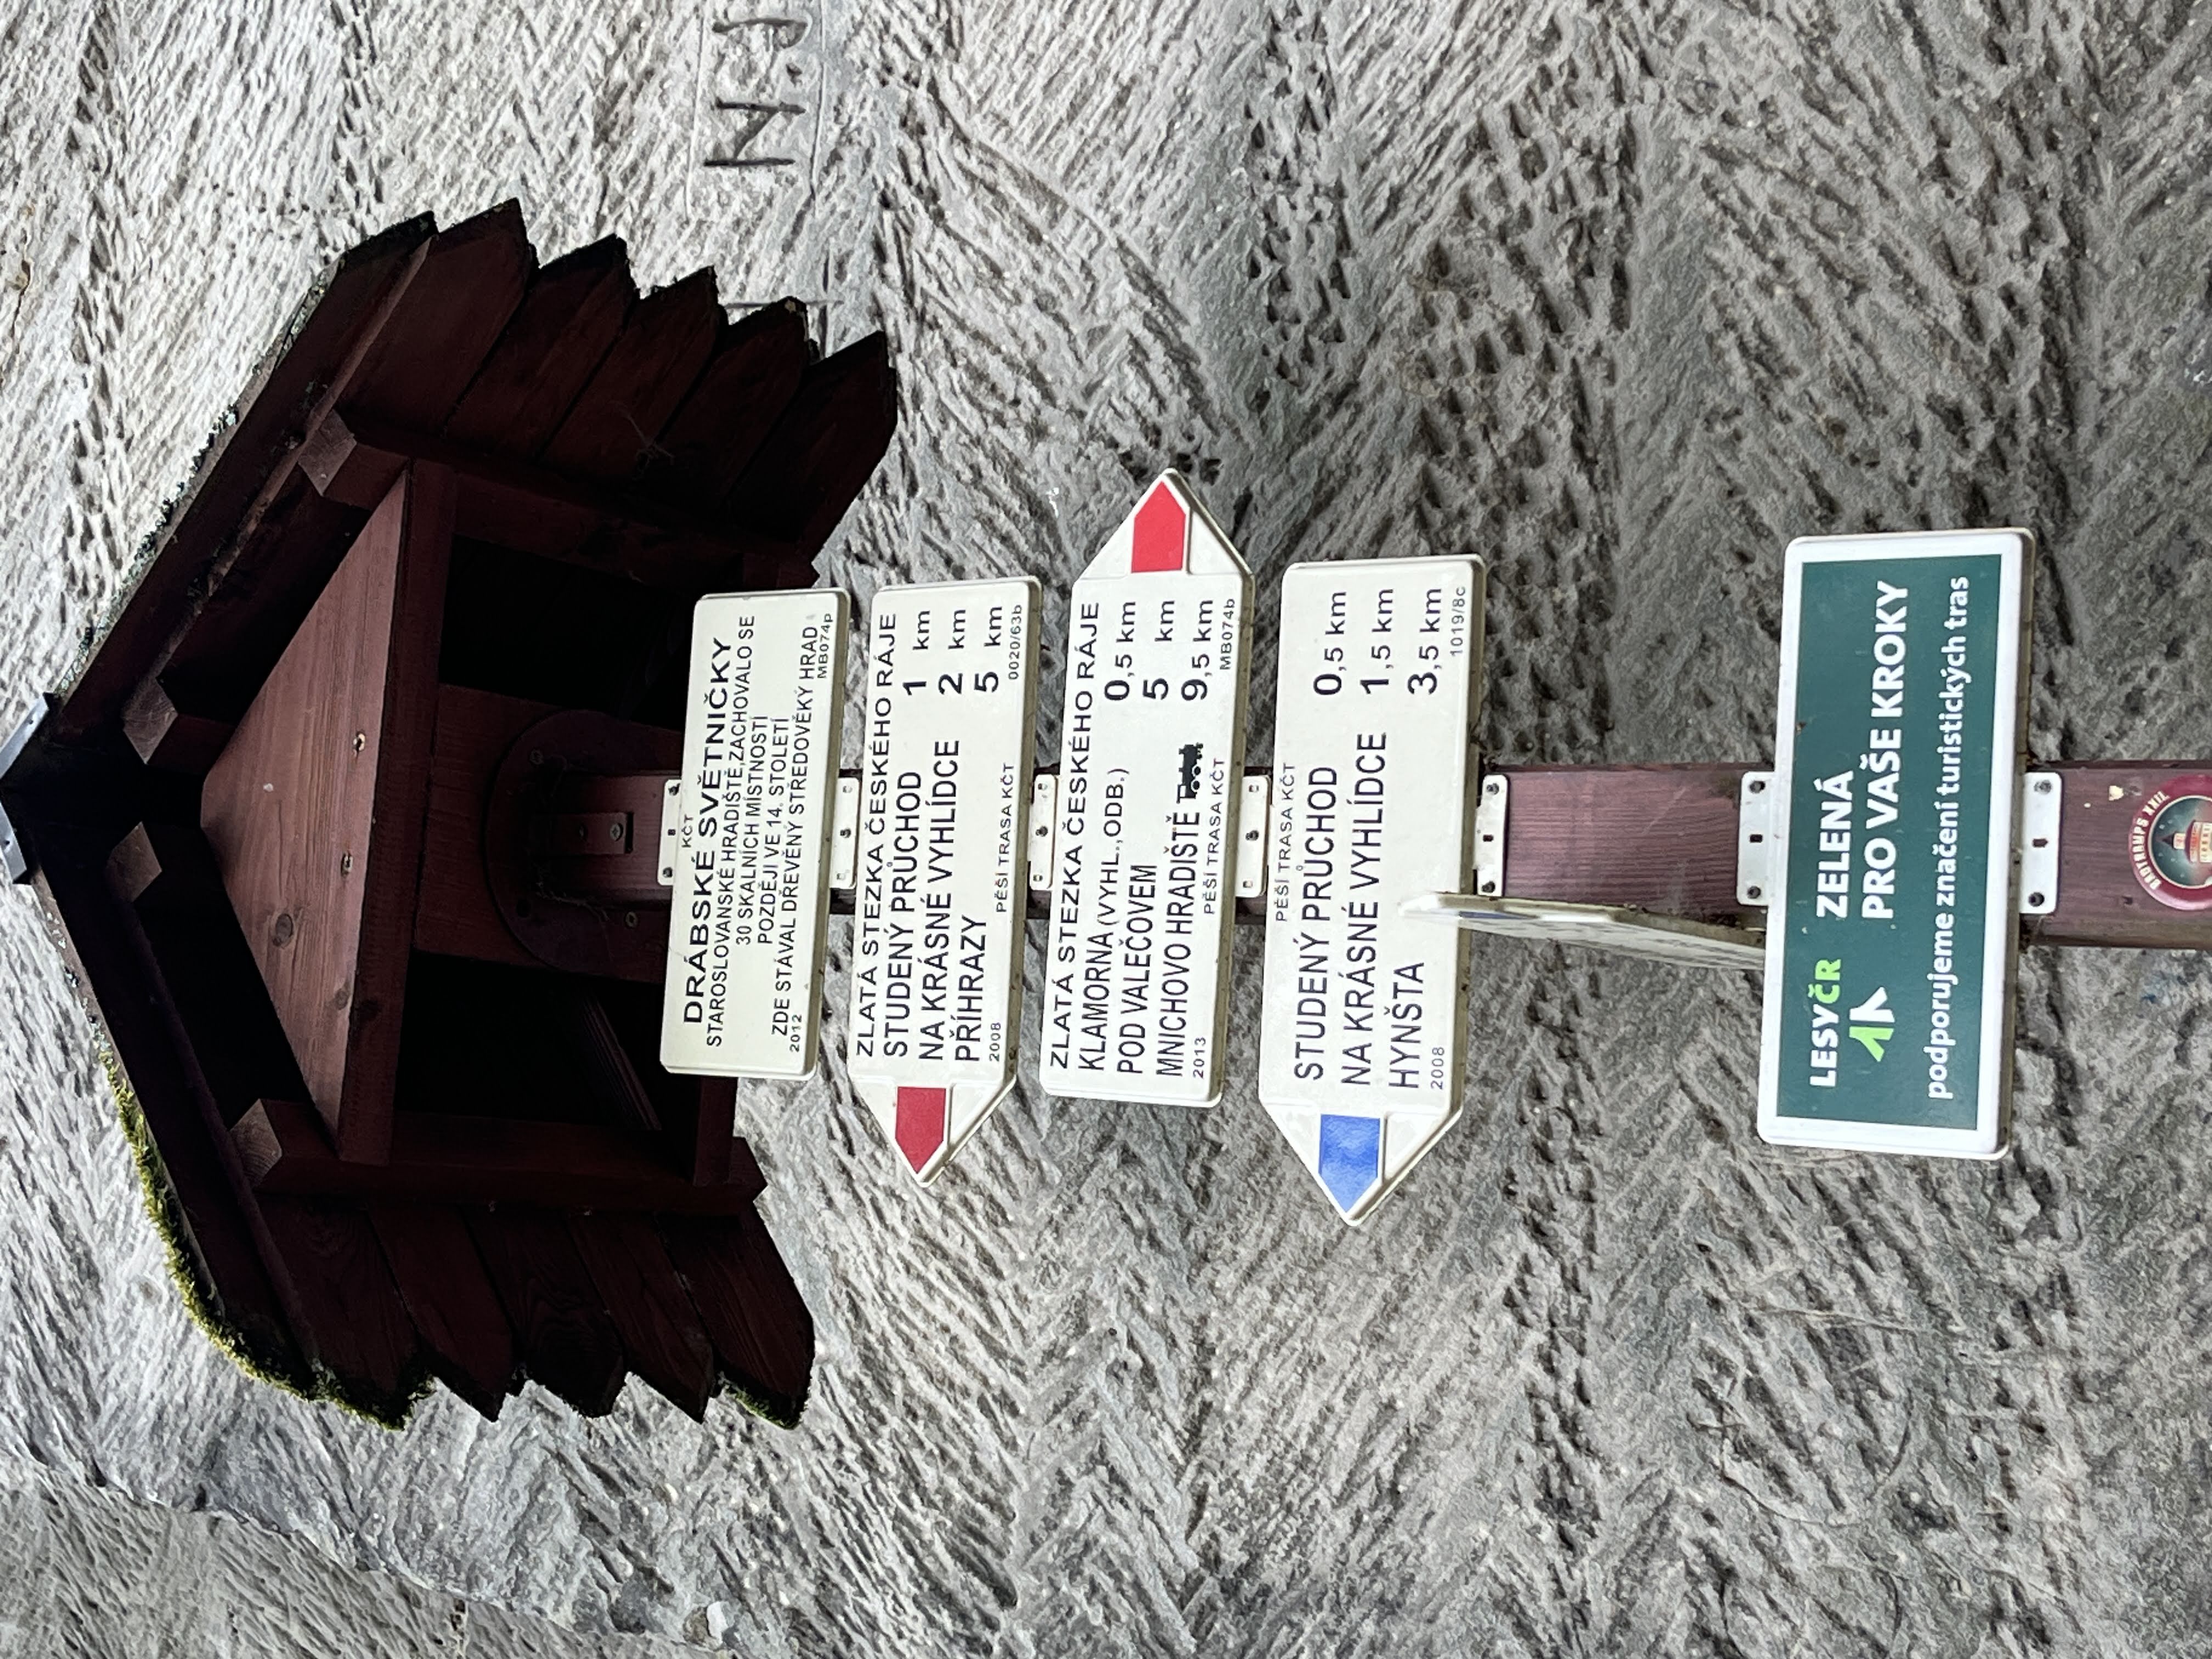 N.J
KČT
DRÁBSKÉ SVĚTNIČKY
STAROSLOVANSKÉ HRADIŠTĚ, ZACHOVALO SE
30 SKALNÍCH MÍSTNOSTÍ
POZDĚJI VE 14. STOLETÍ
ZDE STÁVAL DŘEVĚNÝ STŘEDOVĚKÝ HRAD
2012 MB074p
ZLATÁ STEZKA ČESKÉHO RÁJE
STUDENÝ PRŮCHOD 1 km
NA KRÁSNÉ VYHLÍDCE 2 km
PŘÍHRAZY 5 km
2008 PĚŠÍ TRASA KČT 0020/63b
ZLATÁ STEZKA ČESKÉHO RÁJE
KLAMORNA (VYHL.,ODB.) 0,5 km
POD VALEČOVEM 5 km
MNICHOVO HRADIŠTĚ 9,5 km
2013 PĚŠÍ TRASA KČT MB074b
PĚŠÍ TRASA KČT
STUDENÝ PRŮCHOD 0,5 km
NA KRÁSNÉ VYHLÍDCE 1,5 km
HYNŠTA 3,5 km
2008 1019/8c
LESY ČR ZELENÁ
PRO VAŠE KROKY
podporujeme značení turistických tras